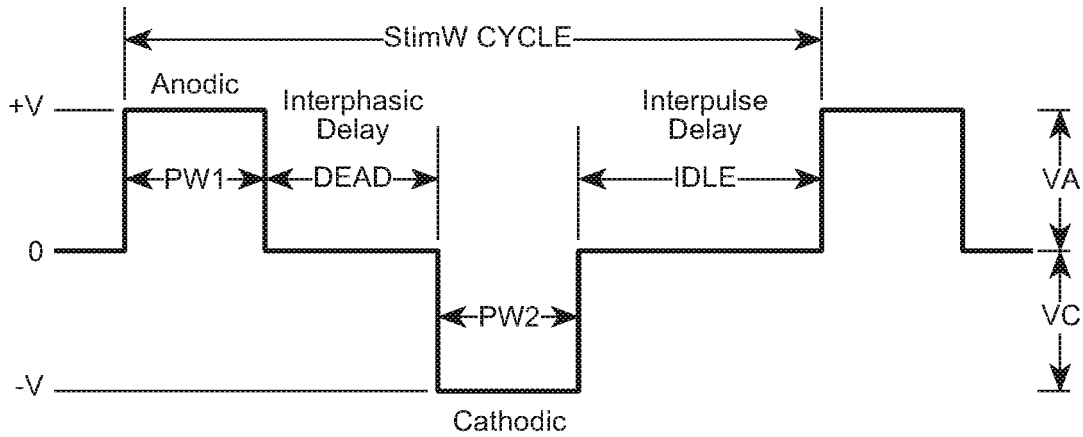 StimW CYCLE
Anodic
+V
Interphasic
Delay
Interpulse
Delay
PW1
DEAD
IDLE
VA
0
PW2
VC
-V
Cathodic